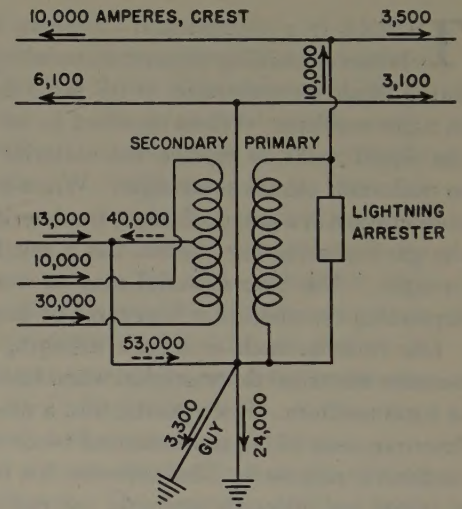 10,000 AMPERES, CREST
3,500
10,000
6,100
3,100
SECONDARY
PRIMARY
13,000
40,000
LIGHTNING
ARRESTER
10,000
30,000
53,000
3,300
GUY
24,000